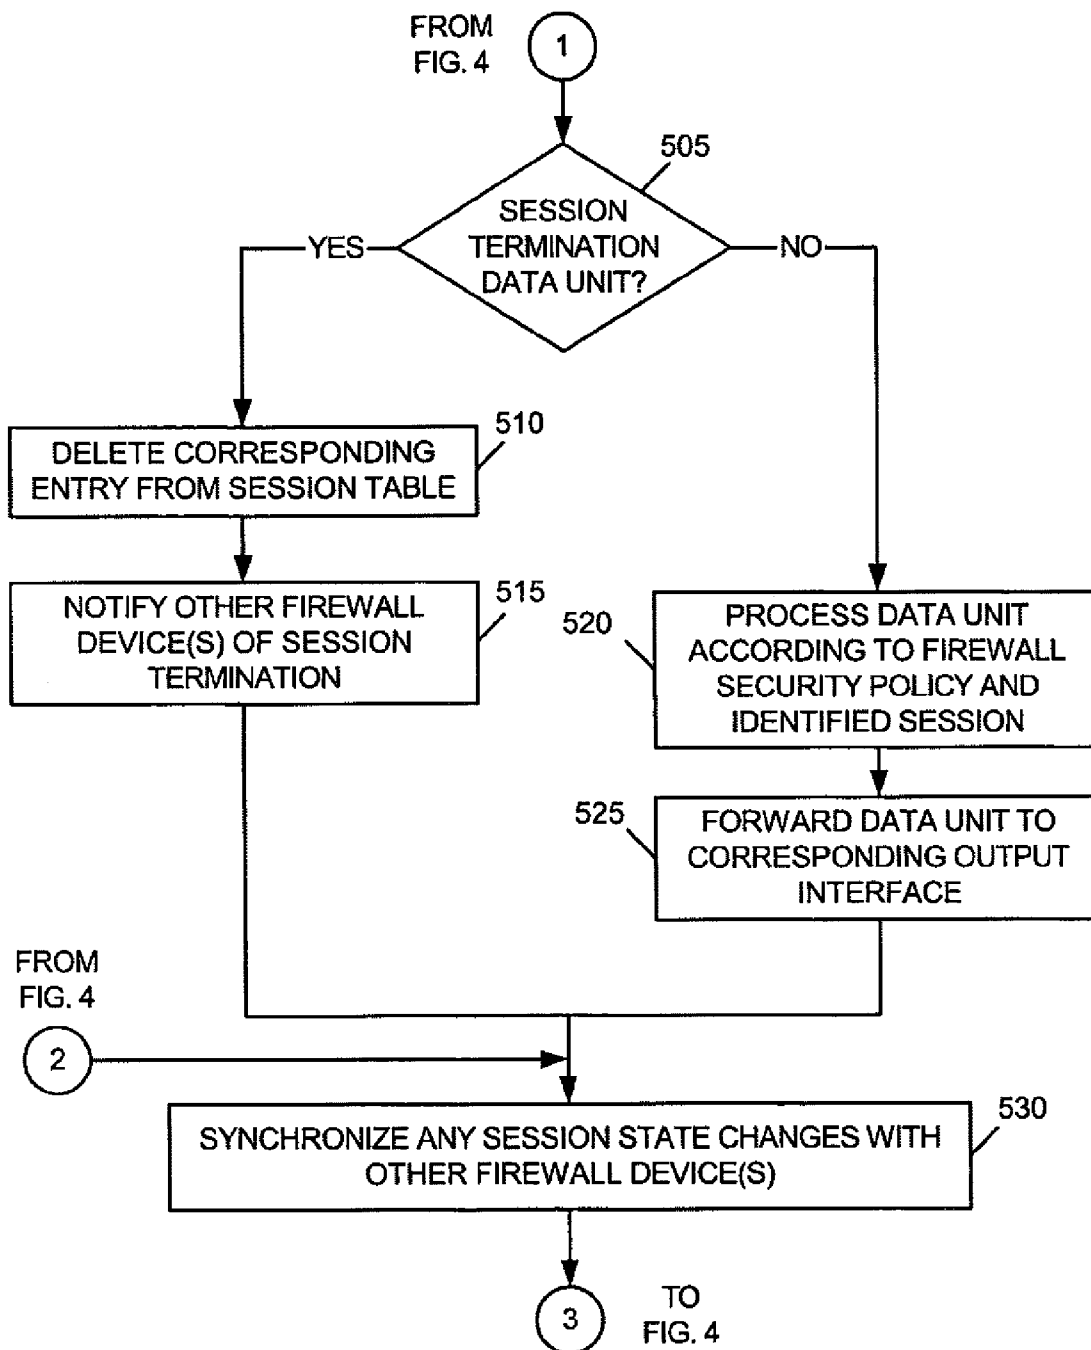 FROM
FIG. 4
1
505
SESSION
TERMINATION
DATA UNIT?
YES
NO
510
DELETE CORRESPONDING
ENTRY FROM SESSION TABLE
515
NOTIFY OTHER FIREWALL
DEVICE(S) OF SESSION
TERMINATION
520
PROCESS DATA UNIT
ACCORDING TO FIREWALL
SECURITY POLICY AND
IDENTIFIED SESSION
525
FORWARD DATA UNIT TO
CORRESPONDING OUTPUT
INTERFACE
FROM
FIG. 4
2
530
SYNCHRONIZE ANY SESSION STATE CHANGES WITH
OTHER FIREWALL DEVICE(S)
3
TO
FIG. 4